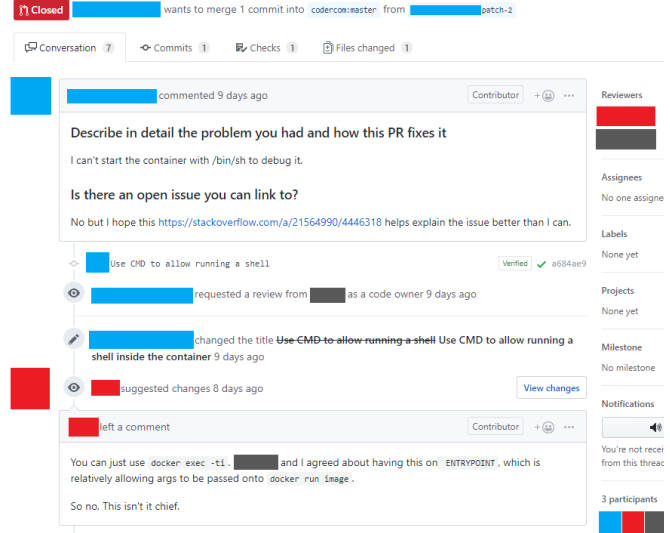 Closed wants to merge 1 commit into codercom:master from patch-2
Conversation 7 Commits 1 Checks 1 Files changed 1
commented 9 days ago Contributor
Reviewers
Describe in detail the problem you had and how this PR fixes it
I can't start the container with /bin/sh to debug it.
Assignees
No one assigne
Is there an open issue you can link to?
No but I hope this https://stackoverflow.com/a/21564990/4446318 helps explain the issue better than I can.
Labels
None yet
Use CMD to allow running a shell Verified a684ae9
Projects
requested a review from as a code owner 9 days ago
None yet
changed the title Use CMD to allow running a shell Use CMD to allow running a
shell inside the container 9 days ago
Milestone
No milestone
suggested changes 8 days ago View changes
Notifications
left a comment Contributor
You're not recei
from this thread
You can just use docker exec -ti. and I agreed about having this on ENTRYPOINT, which is
relatively allowing args to be passed onto docker run image.
So no, This isn't it chief.
3 participants